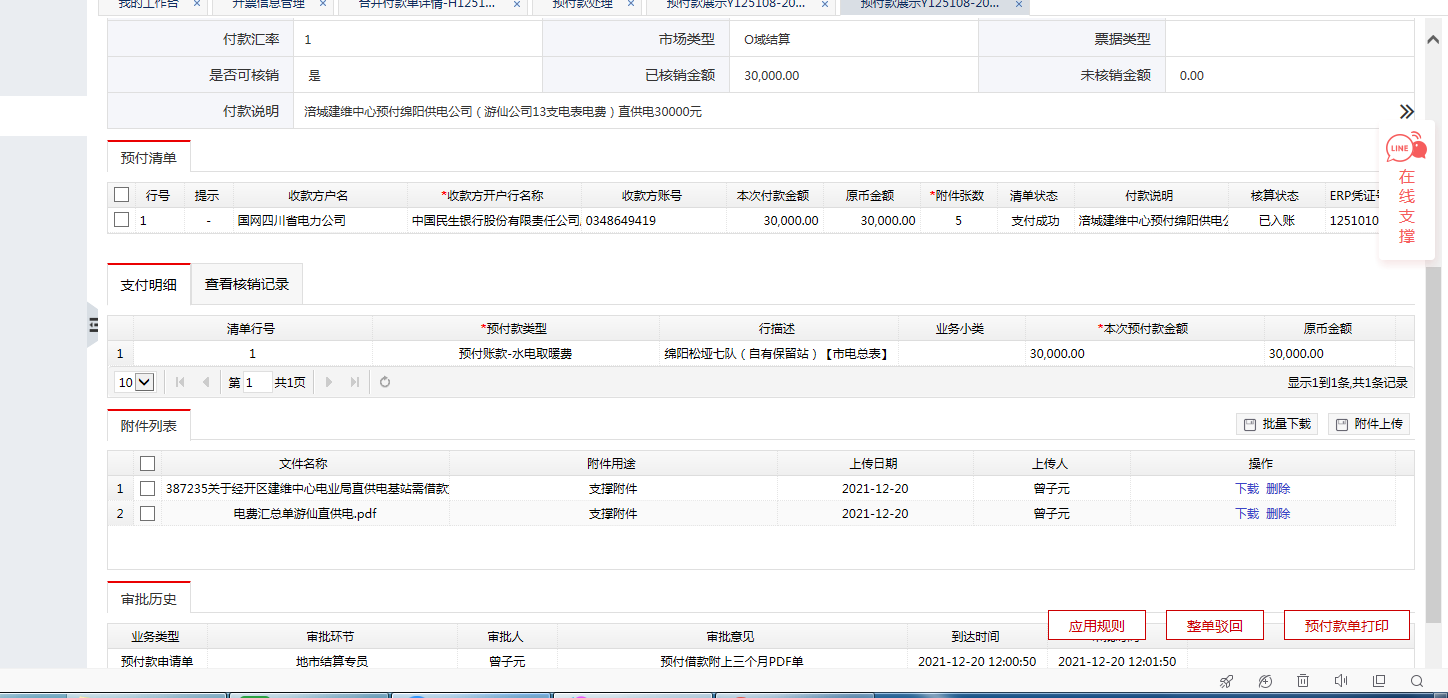 我的工作台 × 开票信息管理 × 合并付款单详情-H1251... × 预付款处理 × 预付款展示Y125108-20... × 预付款展示Y125108-20... ×
付款汇率 1 市场类型 O域结算 票据类型
是否可核销 是 已核销金额 30,000.00 未核销金额 0.00
付款说明 涪城建维中心预付绵阳供电公司（游仙公司13支电表电费）直供电30000元
LINE
在线支撑
预付清单
行号 提示 收款方户名 *收款方开户行名称 收款方账号 本次付款金额 原币金额 *附件张数 清单状态 付款说明 核算状态 ERP凭证号
1 - 国网四川省电力公司 中国民生银行股份有限责任公司 0348649419 30,000.00 30,000.00 5 支付成功 涪城建维中心预付绵阳供电公 已入账 1251010
支付明细 查看核销记录
清单行号 *预付款类型 行描述 业务小类 *本次预付款金额 原币金额
1 1 预付账款-水电取暖费 绵阳松垭七队（自有保留站）【市电总表】 30,000.00 30,000.00
10 第 1 共1页 显示1到1条,共1条记录
附件列表 批量下载 附件上传
文件名称 附件用途 上传日期 上传人 操作
1 387235关于经开区建维中心电业局直供电基站需借款 支撑附件 2021-12-20 曾子元 下载 删除
2 电费汇总单游仙直供电.pdf 支撑附件 2021-12-20 曾子元 下载 删除
审批历史
应用规则 整单驳回 预付款单打印
业务类型 审批环节 审批人 审批意见 到达时间
预付款申请单 地市结算专员 曾子元 预付借款附上三个月PDF单 2021-12-20 12:00:50 2021-12-20 12:01:50